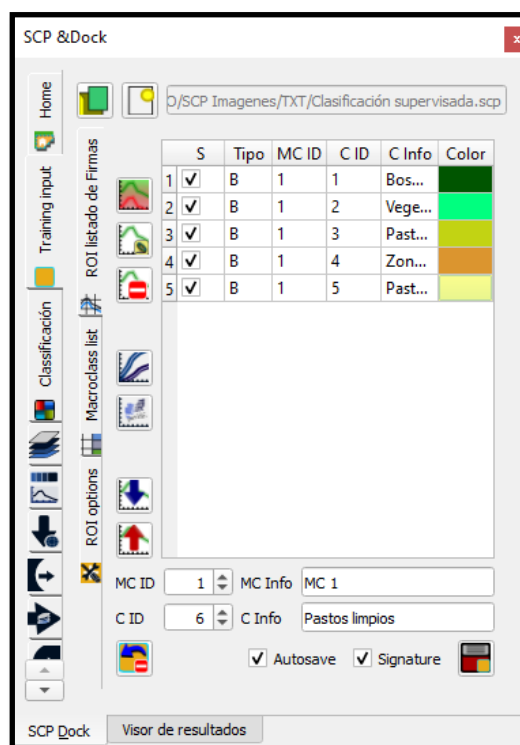 SCP &Dock
x
Home
Training input
Clasificación
ROI listado de Firmas
Macroclass list
ROI options
O/SCP Imagenes/TXT/Clasificación supervisada.scp
S Tipo MC ID C ID C Info Color
1 B 1 1 Bos...
2 B 1 2 Vege...
3 B 1 3 Past...
4 B 1 4 Zon...
5 B 1 5 Past...
MC ID 1 MC Info MC 1
C ID 6 C Info Pastos limpios
Autosave Signature
SCP Dock Visor de resultados